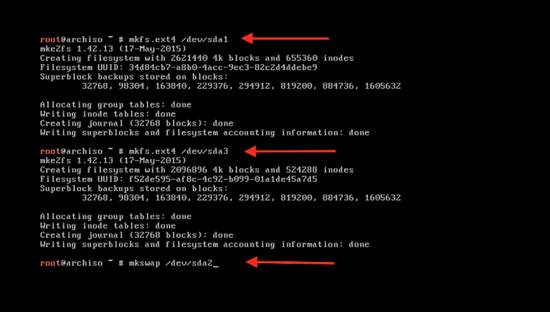 root@archiso ~ # mkfs.ext4 /dev/sda1
mke2fs 1.42.13 (17-May-2015)
Creating filesystem with 2621440 4k blocks and 655360 inodes
Filesystem UUID: 34d84cb7-a8b0-4acc-9ec3-82c2d4ddebe9
Superblock backups stored on blocks:
32768, 98304, 163840, 229376, 294912, 819200, 884736, 1605632
Allocating group tables: done
Writing inode tables: done
Creating journal (32768 blocks): done
Writing superblocks and filesystem accounting information: done
root@archiso ~ # mkfs.ext4 /dev/sda3
mke2fs 1.42.13 (17-May-2015)
Creating filesystem with 2096896 4k blocks and 524288 inodes
Filesystem UUID: f52de595-af8c-4c92-b099-01a1de45a7d5
Superblock backups stored on blocks:
32768, 98304, 163840, 229376, 294912, 819200, 884736, 1605632
Allocating group tables: done
Writing inode tables: done
Creating journal (32768 blocks): done
Writing superblocks and filesystem accounting information: done
root@archiso ~ # mkswap /dev/sda2_